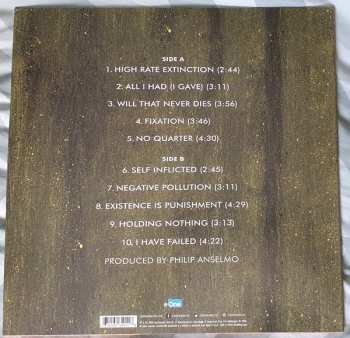 SIDE A
1. HIGH RATE EXTINCTION (2:44)
2. ALL I HAD (I GAVE) (3:11)
3. WILL THAT NEVER DIES (3:56)
4. FIXATION (3:46)
5. NO QUARTER (4:30)
SIDE B
6. SELF INFLICTED (2:45)
7. NEGATIVE POLLUTION (3:11)
8. EXISTENCE IS PUNISHMENT (4:29)
9. HOLDING NOTHING (3:13)
10. I HAVE FAILED (4:22)
PRODUCED BY PHILIP ANSELMO
eOne